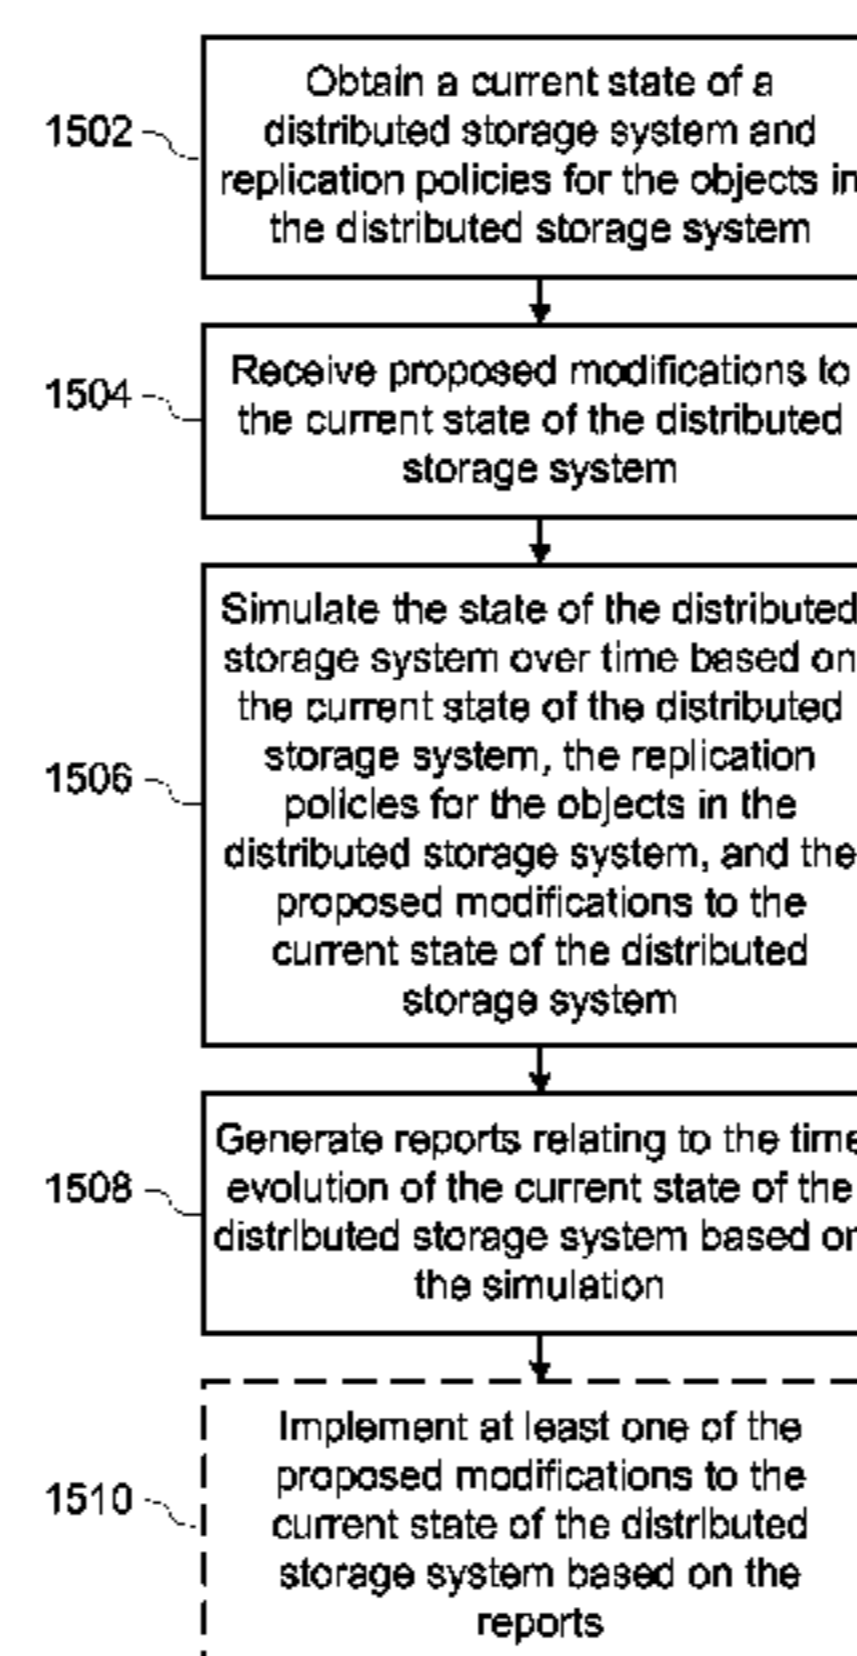 1502
Obtain a current state of a
distributed storage system and
replication policies for the objects in
the distributed storage system
1504
Receive proposed modifications to
the current state of the distributed
storage system
1506
Simulate the state of the distributed
storage system over time based on
the current state of the distributed
storage system, the replication
policies for the objects in the
distributed storage system, and the
proposed modifications to the
current state of the distributed
storage system
1508
Generate reports relating to the time
evolution of the current state of the
distributed storage system based on
the simulation
1510
Implement at least one of the
proposed modifications to the
current state of the distributed
storage system based on the
reports